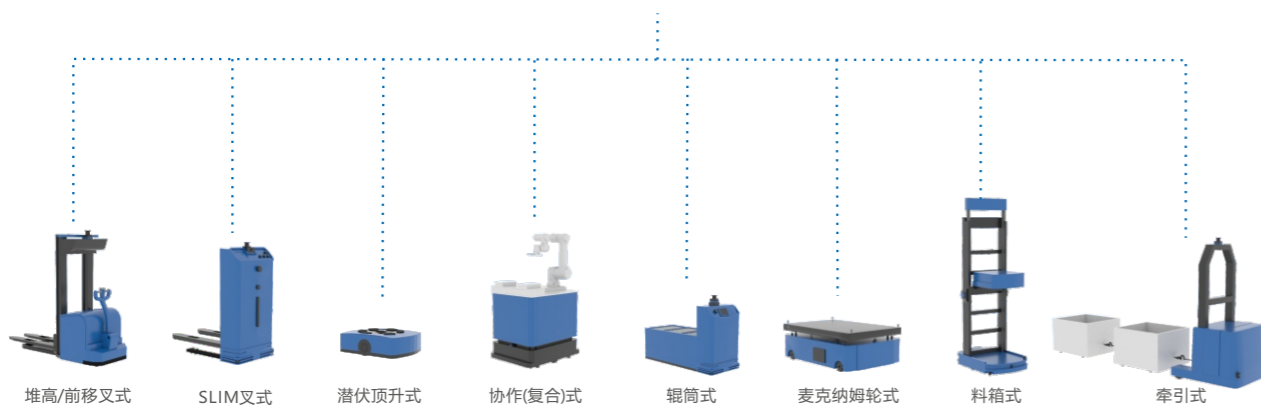 堆高/前移叉式
SLIM叉式
潜伏顶升式
协作(复合)式
辊筒式
麦克纳姆轮式
料箱式
牵引式